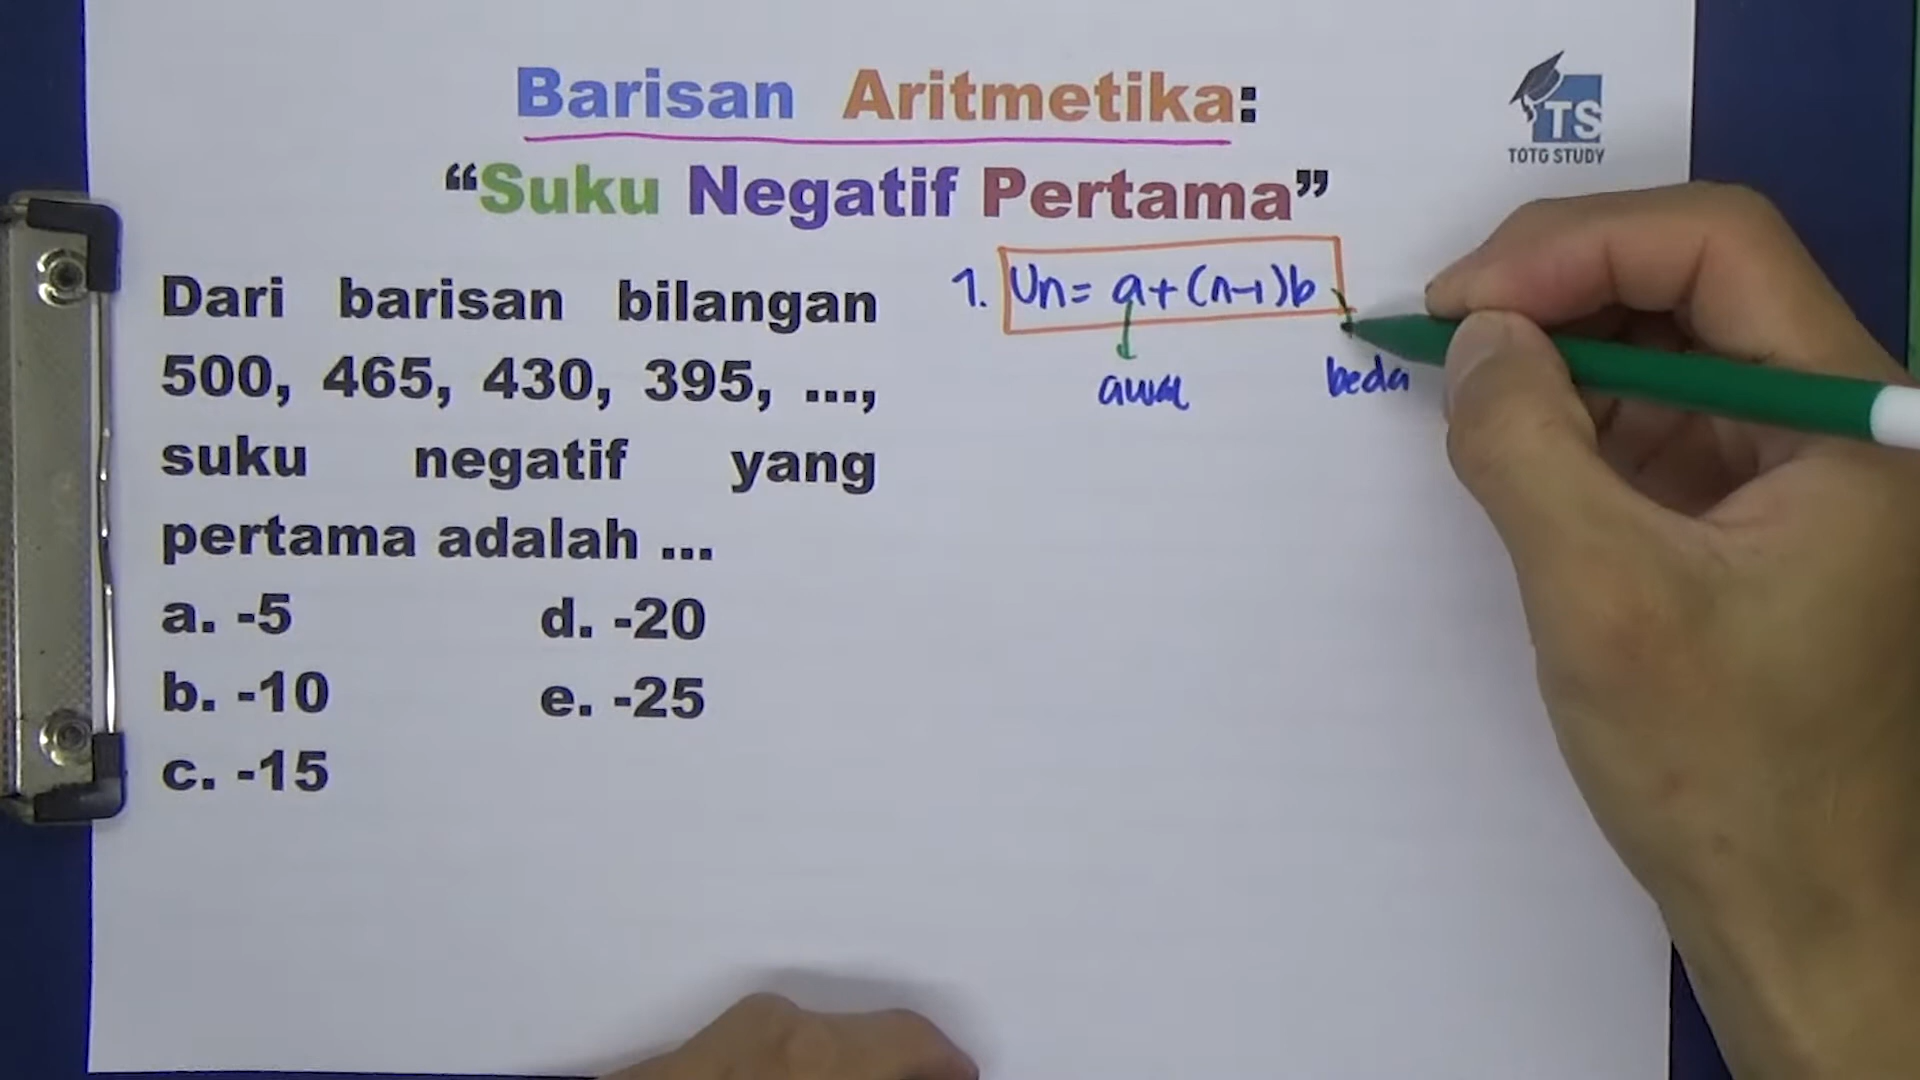 Barisan Aritmetika:
“Suku Negatif Pertama”
TS
TOTG STUDY
Dari barisan bilangan
500, 465, 430, 395, ...,
suku negatif yang
pertama adalah ...
a. -5
d. -20
b. -10
e. -25
c. -15
1. Un = a + (n-1)b
awal
beda